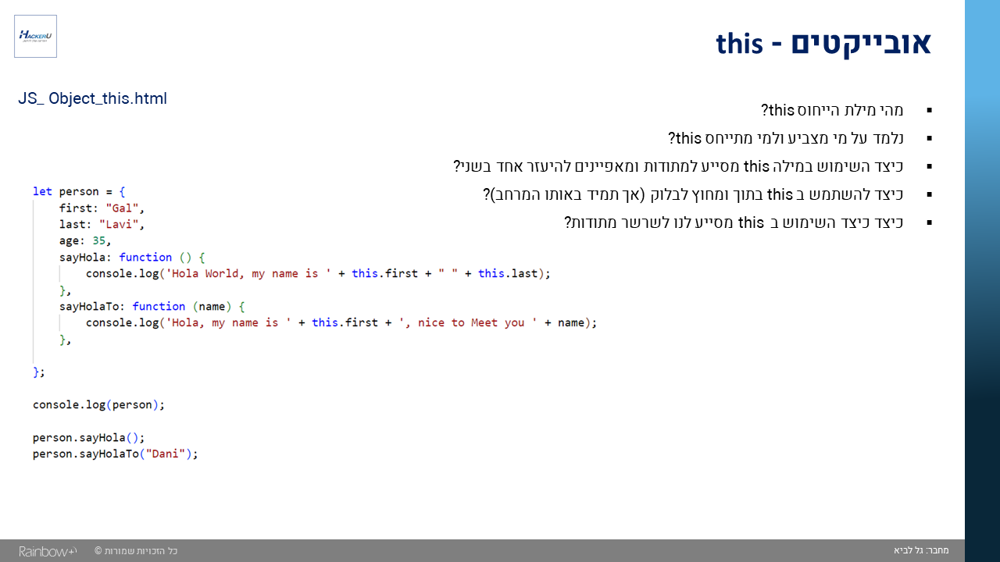 HACKERU
אובייקטים - this
JS_ Object_this.html
מהי מילת הייחוס this?
נלמד על מי מצביע ולמי מתייחס this?
כיצד השימוש במילה this מסייע למתודות ומאפיינים להיעזר אחד בשני?
כיצד להשתמש ב this בתוך ומחוץ לבלוק (אך תמיד באותו המרחב)?
כיצד כיצד השימוש ב this מסייע לנו לשרשר מתודות?
let person = {
    first: "Gal",
    last: "Lavi",
    age: 35,
    sayHola: function () {
        console.log('Hola World, my name is ' + this.first + " " + this.last);
    },
    sayHolaTo: function (name) {
        console.log('Hola, my name is ' + this.first + ', nice to Meet you ' + name);
    },
};
console.log(person);
person.sayHola();
person.sayHolaTo("Dani");
מחבר: גל לביא
כל הזכויות שמורות ©
Rainbow+